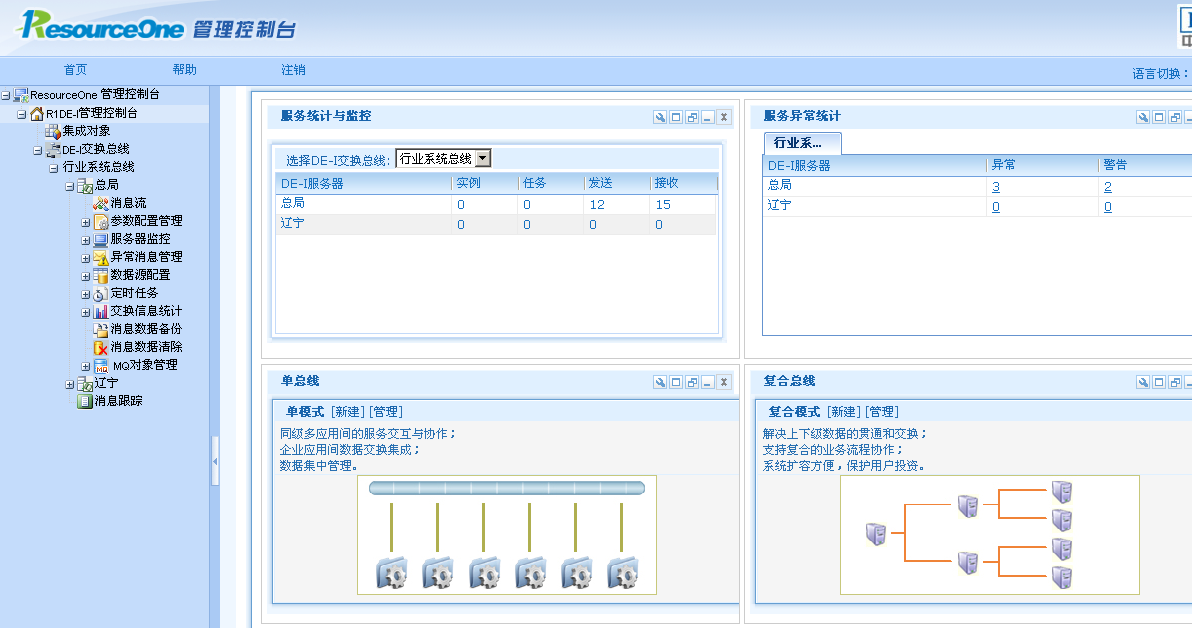 ResourceOne 管理控制台
首页 帮助 注销 语言切换：
ResourceOne 管理控制台
R1DE-I管理控制台
集成对象
DE-I交换总线
行业系统总线
总局
消息流
参数配置管理
服务器监控
异常消息管理
数据源配置
定时任务
交换信息统计
消息数据备份
消息数据清除
MQ对象管理
辽宁
消息跟踪
服务统计与监控
选择DE-I交换总线: 行业系统总线
DE-I服务器 实例 任务 发送 接收
总局 0 0 12 15
辽宁 0 0 0 0
服务异常统计
行业系...
DE-I服务器 异常 警告
总局 3 2
辽宁 0 0
单总线
单模式 [新建] [管理]
同级多应用间的服务交互与协作；
企业应用间数据交换集成；
数据集中管理。
复合总线
复合模式 [新建] [管理]
解决上下级数据的贯通和交换；
支持复合的业务流程协作；
系统扩容方便，保护用户投资。